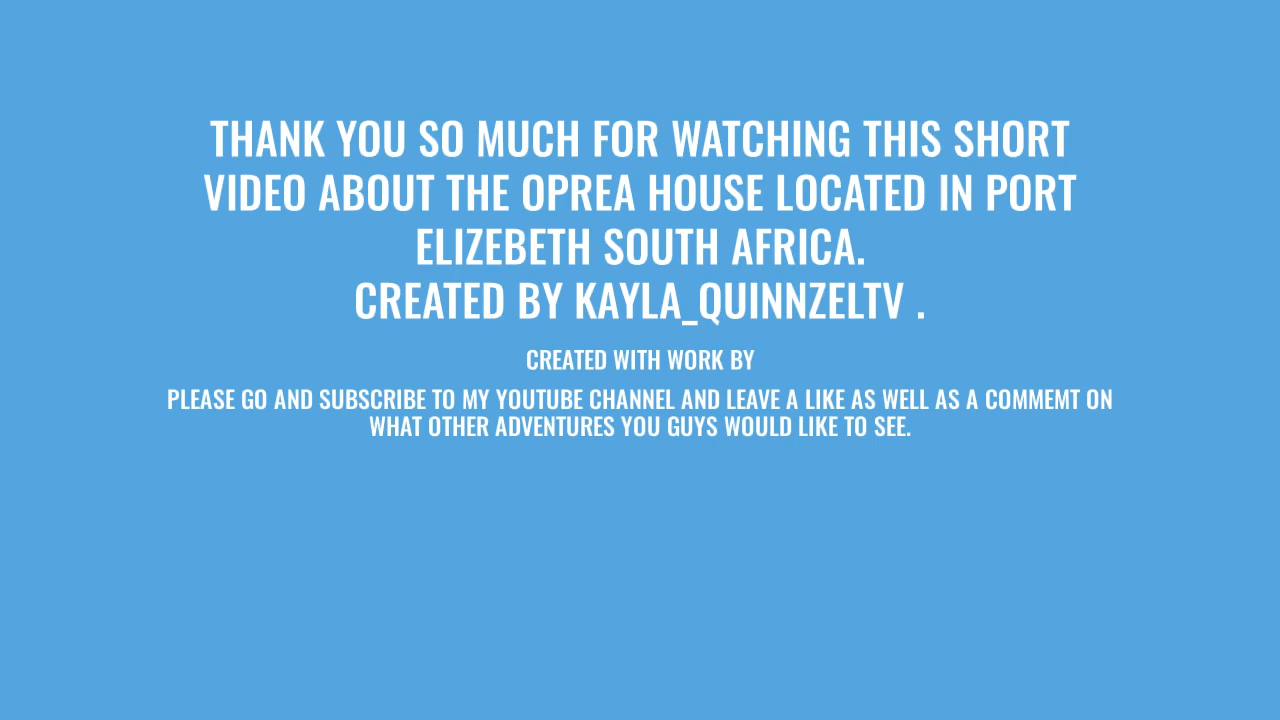 THANK YOU SO MUCH FOR WATCHING THIS SHORT
VIDEO ABOUT THE OPREA HOUSE LOCATED IN PORT
ELIZEBETH SOUTH AFRICA.
CREATED BY KAYLA_QUINNZELTV .
CREATED WITH WORK BY
PLEASE GO AND SUBSCRIBE TO MY YOUTUBE CHANNEL AND LEAVE A LIKE AS WELL AS A COMMEMT ON
WHAT OTHER ADVENTURES YOU GUYS WOULD LIKE TO SEE.